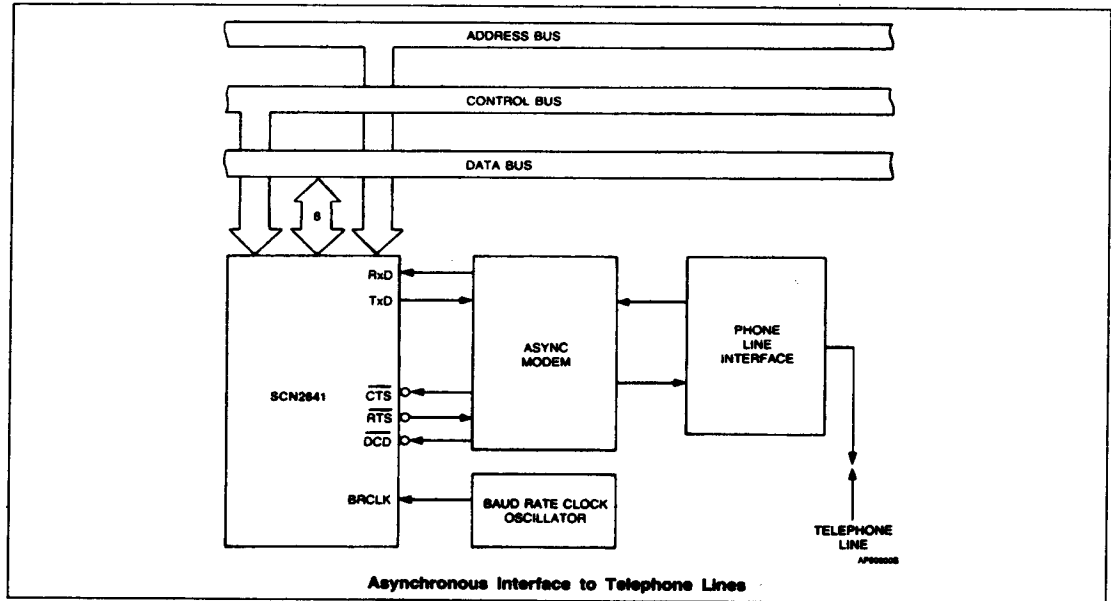 ADDRESS BUS
CONTROL BUS
DATA BUS
8
RxD
TxD
SCN2641
CTS
RTS
DCD
BRCLK
ASYNC
MODEM
BAUD RATE CLOCK
OSCILLATOR
PHONE
LINE
INTERFACE
TELEPHONE
LINE
Asynchronous Interface to Telephone Lines